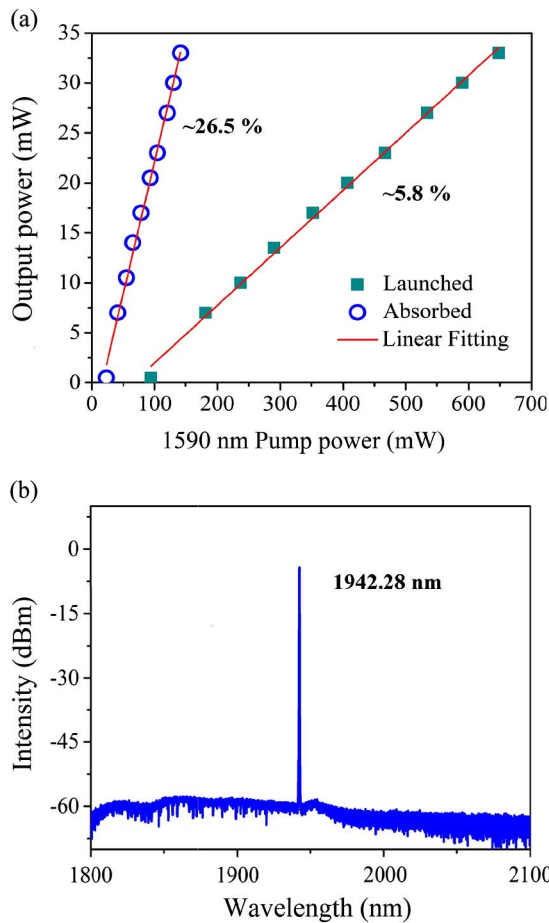 (a)
35
30
25
20
15
10
5
0
Output power (mW)
~26.5 %
~5.8 %
Launched
Absorbed
Linear Fitting
0 100 200 300 400 500 600 700
1590 nm Pump power (mW)
(b)
0
-15
-30
-45
-60
Intensity (dBm)
1942.28 nm
1800 1900 2000 2100
Wavelength (nm)